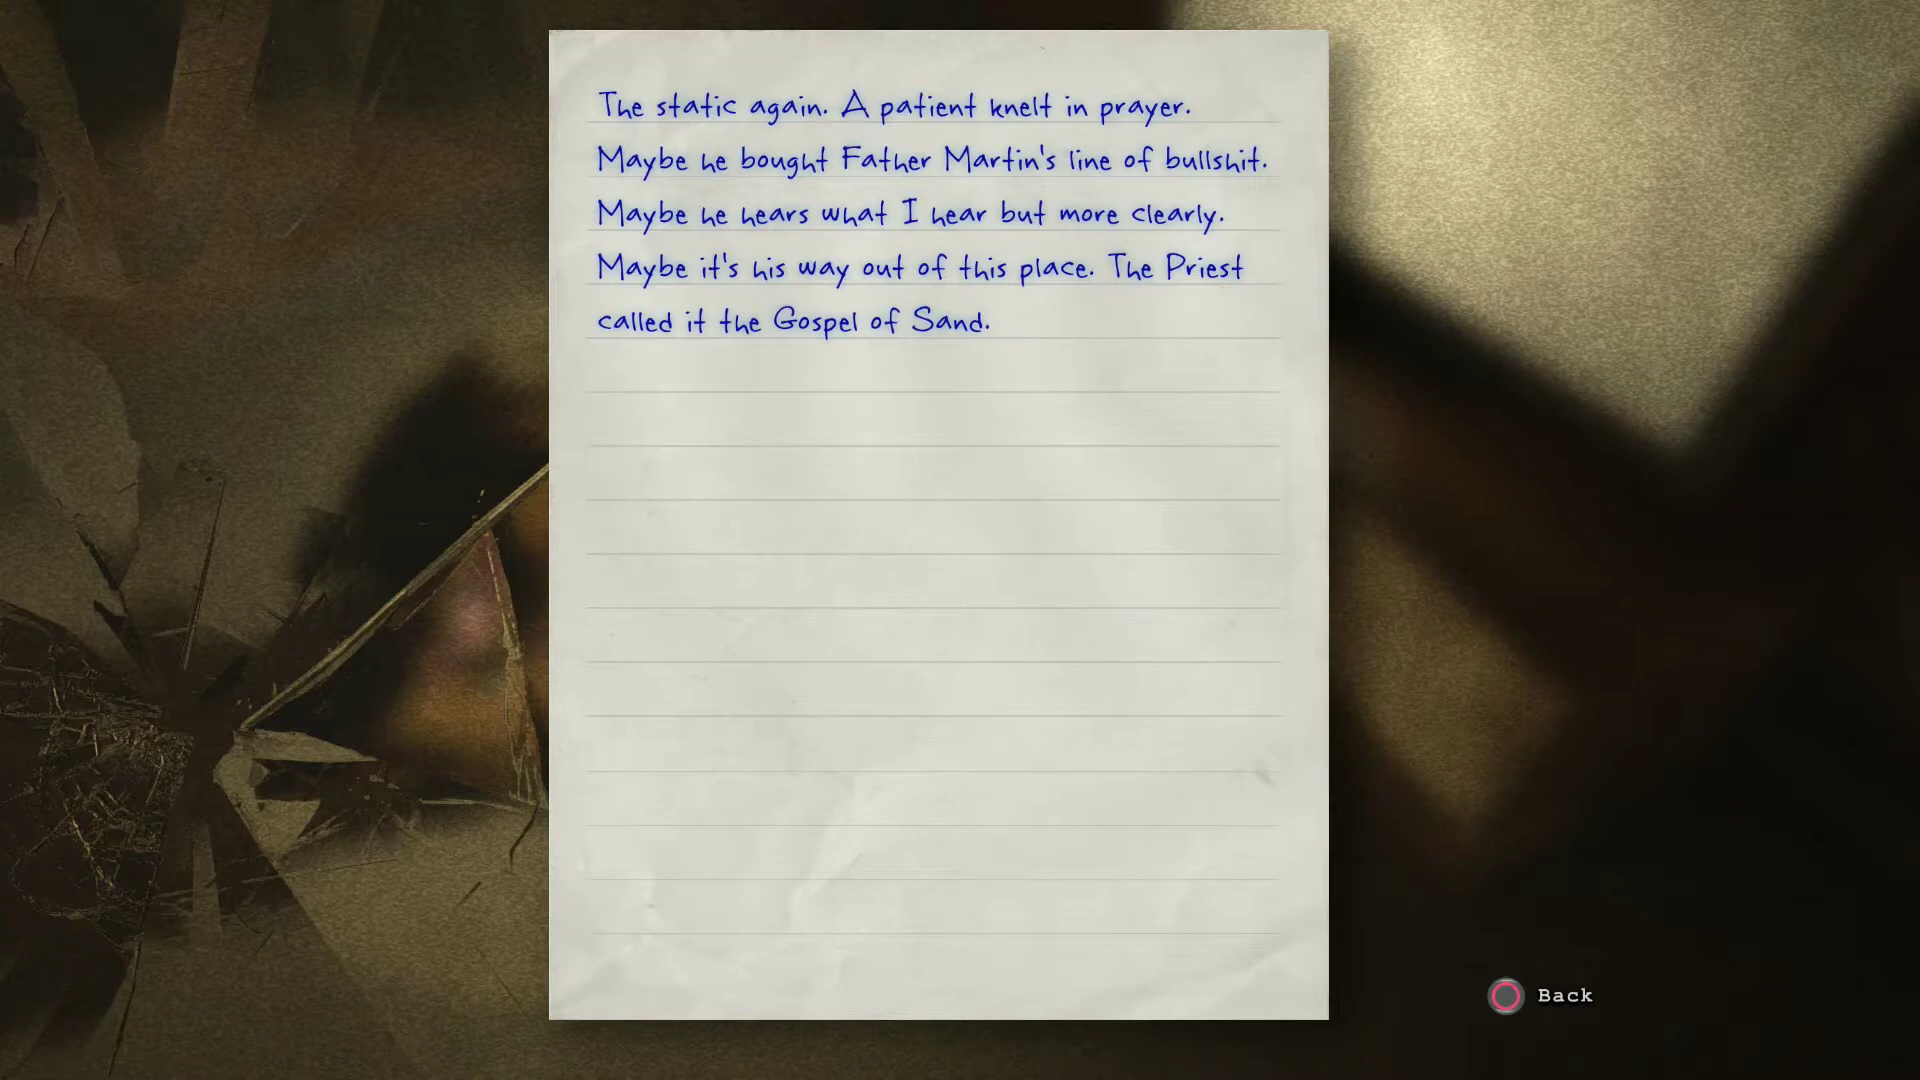 The static again. A patient knelt in prayer.
Maybe he bought Father Martin's line of bullshit.
Maybe he hears what I hear but more clearly.
Maybe it's his way out of this place. The Priest
called it the Gospel of Sand.
Back